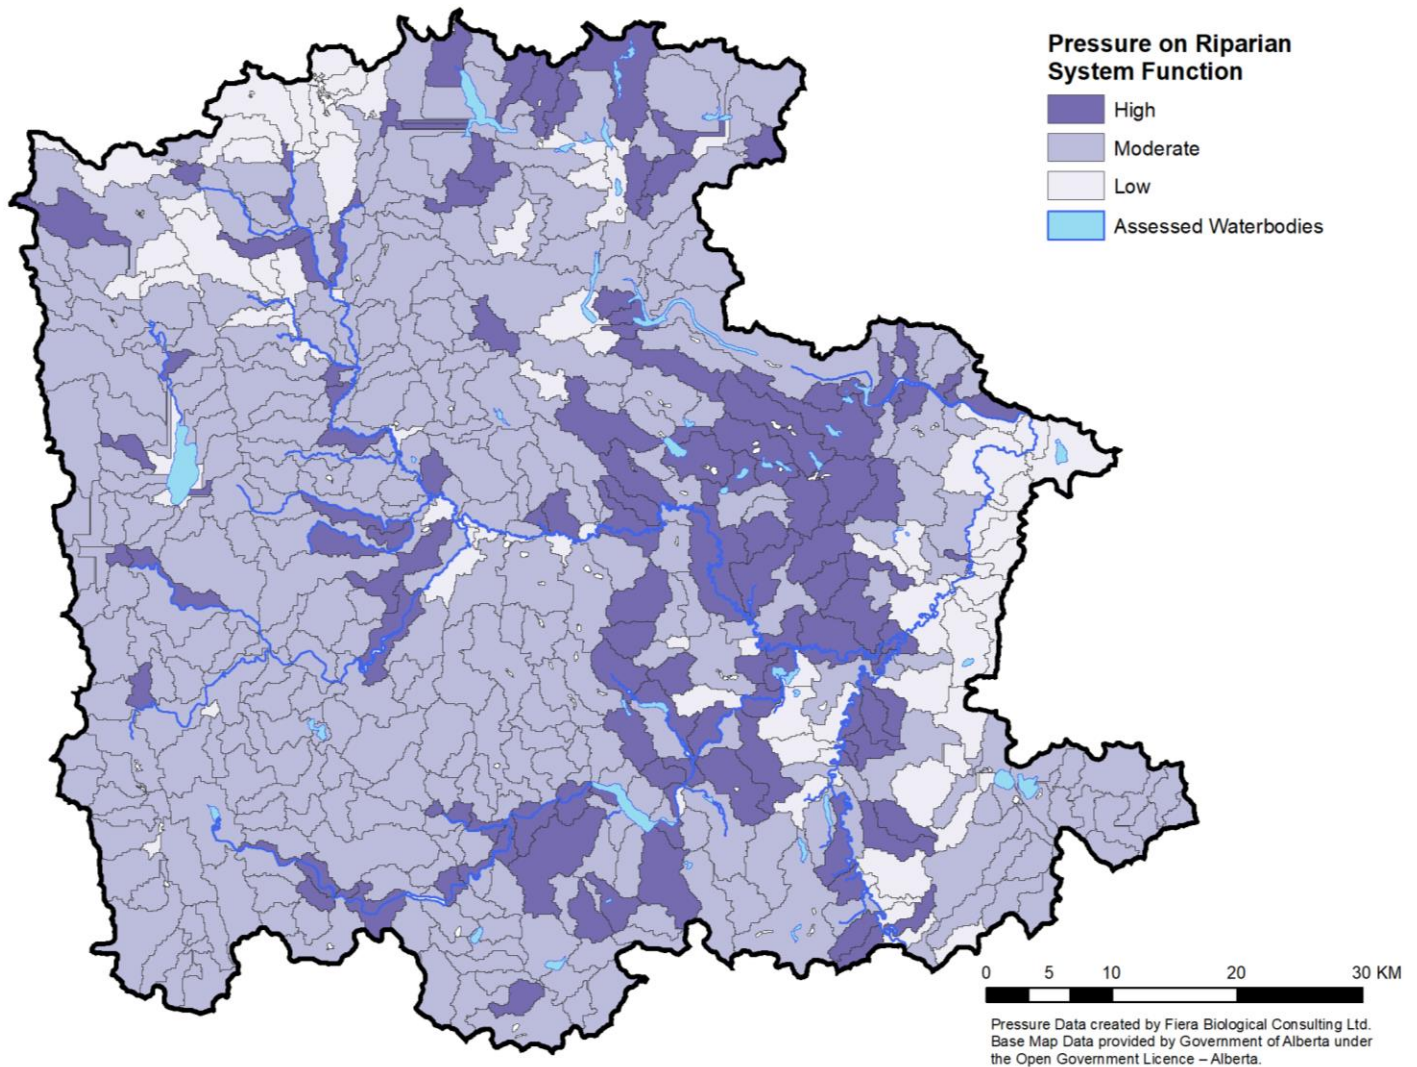 Pressure on Riparian
System Function
High
Moderate
Low
Assessed Waterbodies
0 5 10 20 30 KM
Pressure Data created by Fiera Biological Consulting Ltd.
Base Map Data provided by Government of Alberta under
the Open Government Licence – Alberta.